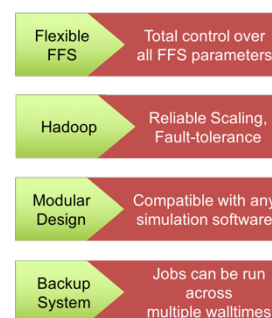 Flexible
FFS
Total control over
all FFS parameters
Hadoop
Reliable Scaling,
Fault-tolerance
Modular
Design
Compatible with any
simulation software
Backup
System
Jobs can be run
across
multiple walltimes